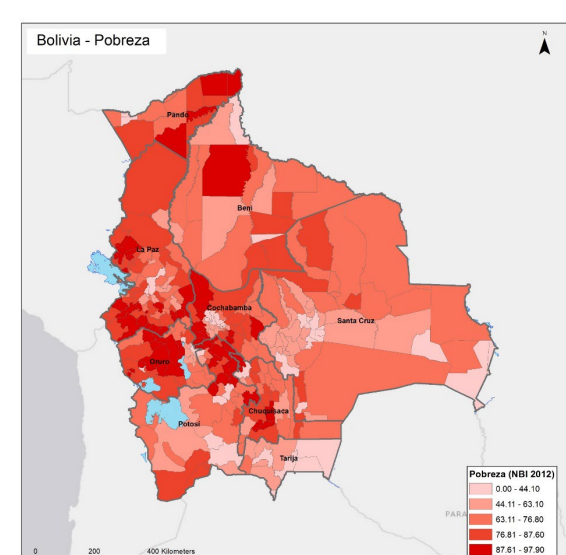 Bolivia - Pobreza
N
Pando
Beni
La Paz
Cochabamba
Santa Cruz
Oruro
Chuquisaca
Potosí
Tarija
PARA
Pobreza (NBI 2012)
0.00 - 44.10
44.11 - 63.10
63.11 - 76.80
76.81 - 87.60
87.61 - 97.90
0 200 400 Kilometers